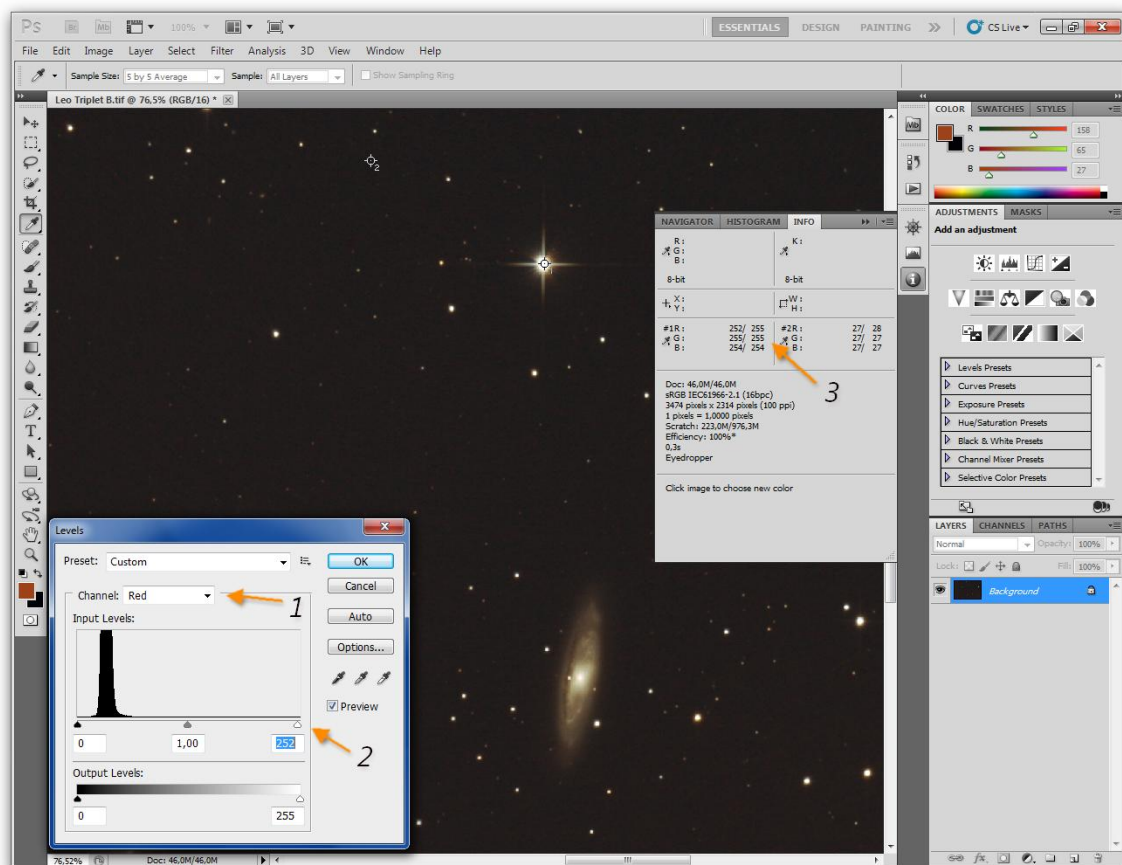 Ps Br Mb 100% ESSENTIALS DESIGN PAINTING CS Live
File Edit Image Layer Select Filter Analysis 3D View Window Help
Sample Size: 5 by 5 Average Sample: All Layers Show Sampling Ring
Leo Triplet B.tif @ 76,5% (RGB/16) *
2
COLOR SWATCHES STYLES
Mb
R 158
G 65
B 27
ADJUSTMENTS MASKS
Add an adjustment
NAVIGATOR HISTOGRAM INFO
R : K :
G :
B :
8-bit 8-bit
X : W :
Y : H :
#1R : 252/ 255 #2R : 27/ 28
G : 255/ 255 G : 27/ 27
B : 254/ 254 B : 27/ 27
3
Doc: 46,0M/46,0M
sRGB IEC61966-2.1 (16bpc)
3474 pixels x 2314 pixels (100 ppi)
1 pixels = 1,0000 pixels
Scratch: 223,0M/976,3M
Efficiency: 100%*
0,3s
Eyedropper
Click image to choose new color
Levels Presets
Curves Presets
Exposure Presets
Hue/Saturation Presets
Black & White Presets
Channel Mixer Presets
Selective Color Presets
LAYERS CHANNELS PATHS
Normal Opacity: 100%
Lock: Fill: 100%
Background
Levels
Preset: Custom OK
Cancel
Channel: Red 1
Auto
Input Levels:
Options...
Preview
0 1,00 252 2
Output Levels:
0 255
76,52% Doc: 46,0M/46,0M
fx